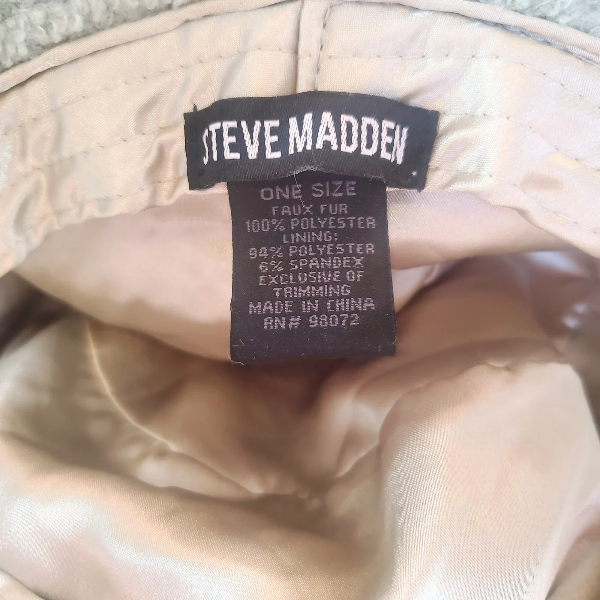 STEVE MADDEN
ONE SIZE
FAUX FUR
100% POLYESTER
LINING:
94% POLYESTER
6% SPANDEX
EXCLUSIVE OF
TRIMMING
MADE IN CHINA
RN# 98072